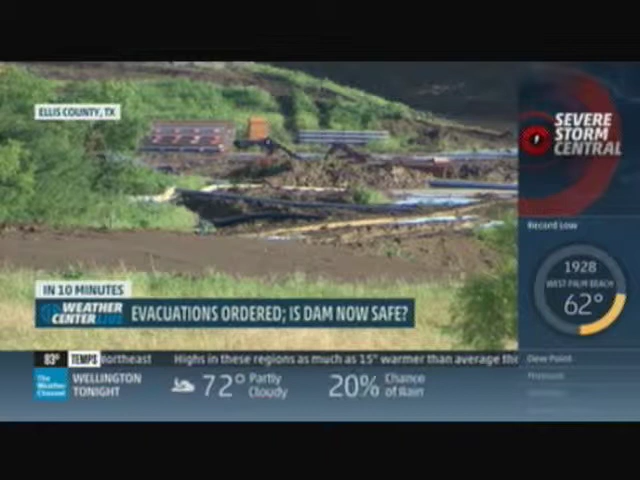 ELLIS COUNTY, TX
SEVERE
STORM
CENTRAL
Record Low
1928
WEST PALM BEACH
62°
IN 10 MINUTES
WEATHER
CENTER LIVE
EVACUATIONS ORDERED; IS DAM NOW SAFE?
83° TEMPS Northeast Highs in these regions as much as 15° warmer than average
Dew Point
Pressure
The
Weather
Channel
WELLINGTON
TONIGHT
72° Partly
Cloudy
20% Chance
of Rain